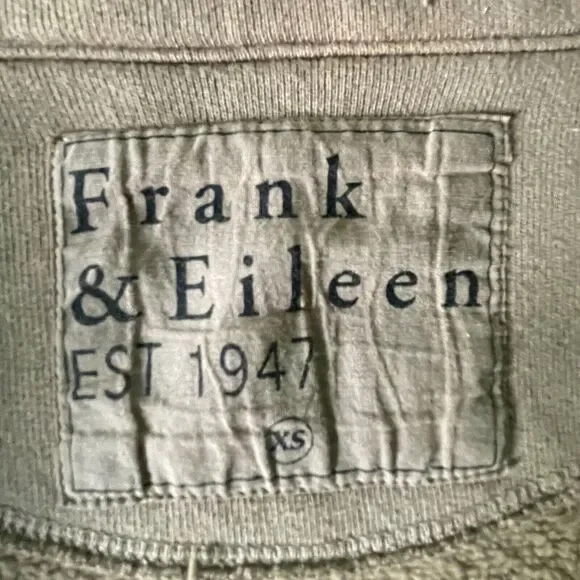 Frank
& Eileen
EST 1947
XS